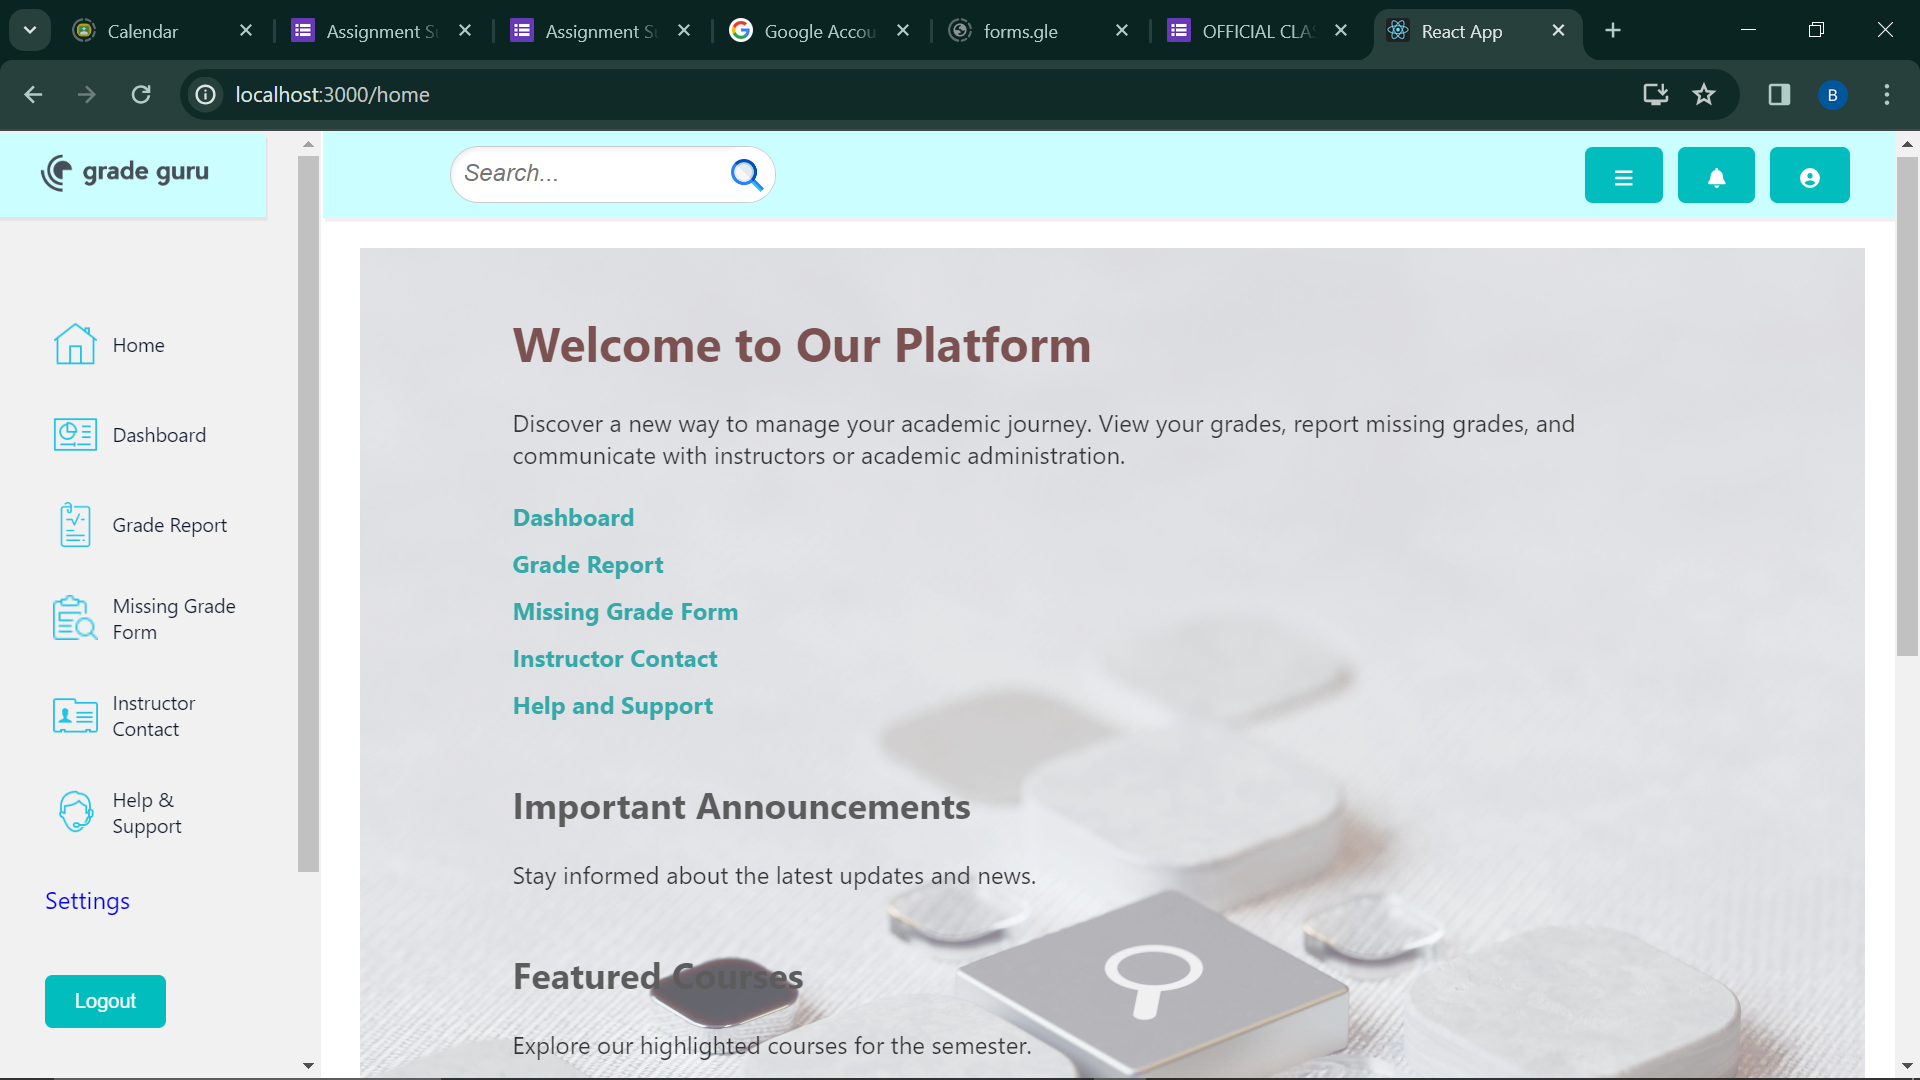 Calendar
Assignment Su
Assignment Su
Google Accou
forms.gle
OFFICIAL CLA
React App
localhost:3000/home
B
grade guru
Search...
Home
Dashboard
Grade Report
Missing Grade
Form
Instructor
Contact
Help &
Support
Settings
Logout
Welcome to Our Platform
Discover a new way to manage your academic journey. View your grades, report missing grades, and
communicate with instructors or academic administration.
Dashboard
Grade Report
Missing Grade Form
Instructor Contact
Help and Support
Important Announcements
Stay informed about the latest updates and news.
Featured Courses
Explore our highlighted courses for the semester.